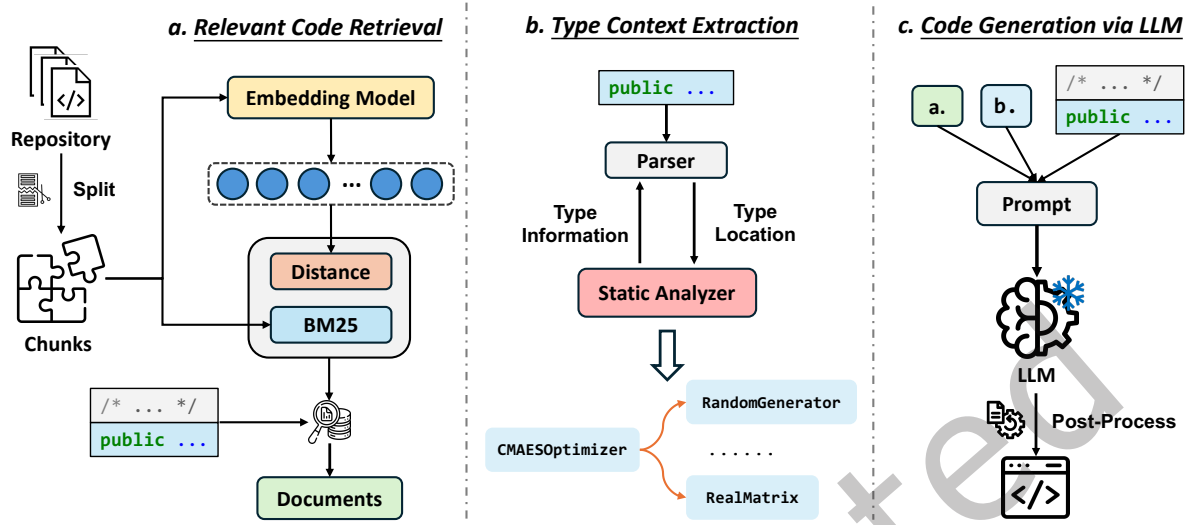 a. Relevant Code Retrieval
Repository
Split
Chunks
Embedding Model
...
Distance
BM25
/* ... */
public ...
Documents
b. Type Context Extraction
public ...
Parser
Type
Information
Type
Location
Static Analyzer
CMAESOptimizer
RandomGenerator
......
RealMatrix
c. Code Generation via LLM
a.
b.
/* ... */
public ...
Prompt
LLM
Post-Process
</>